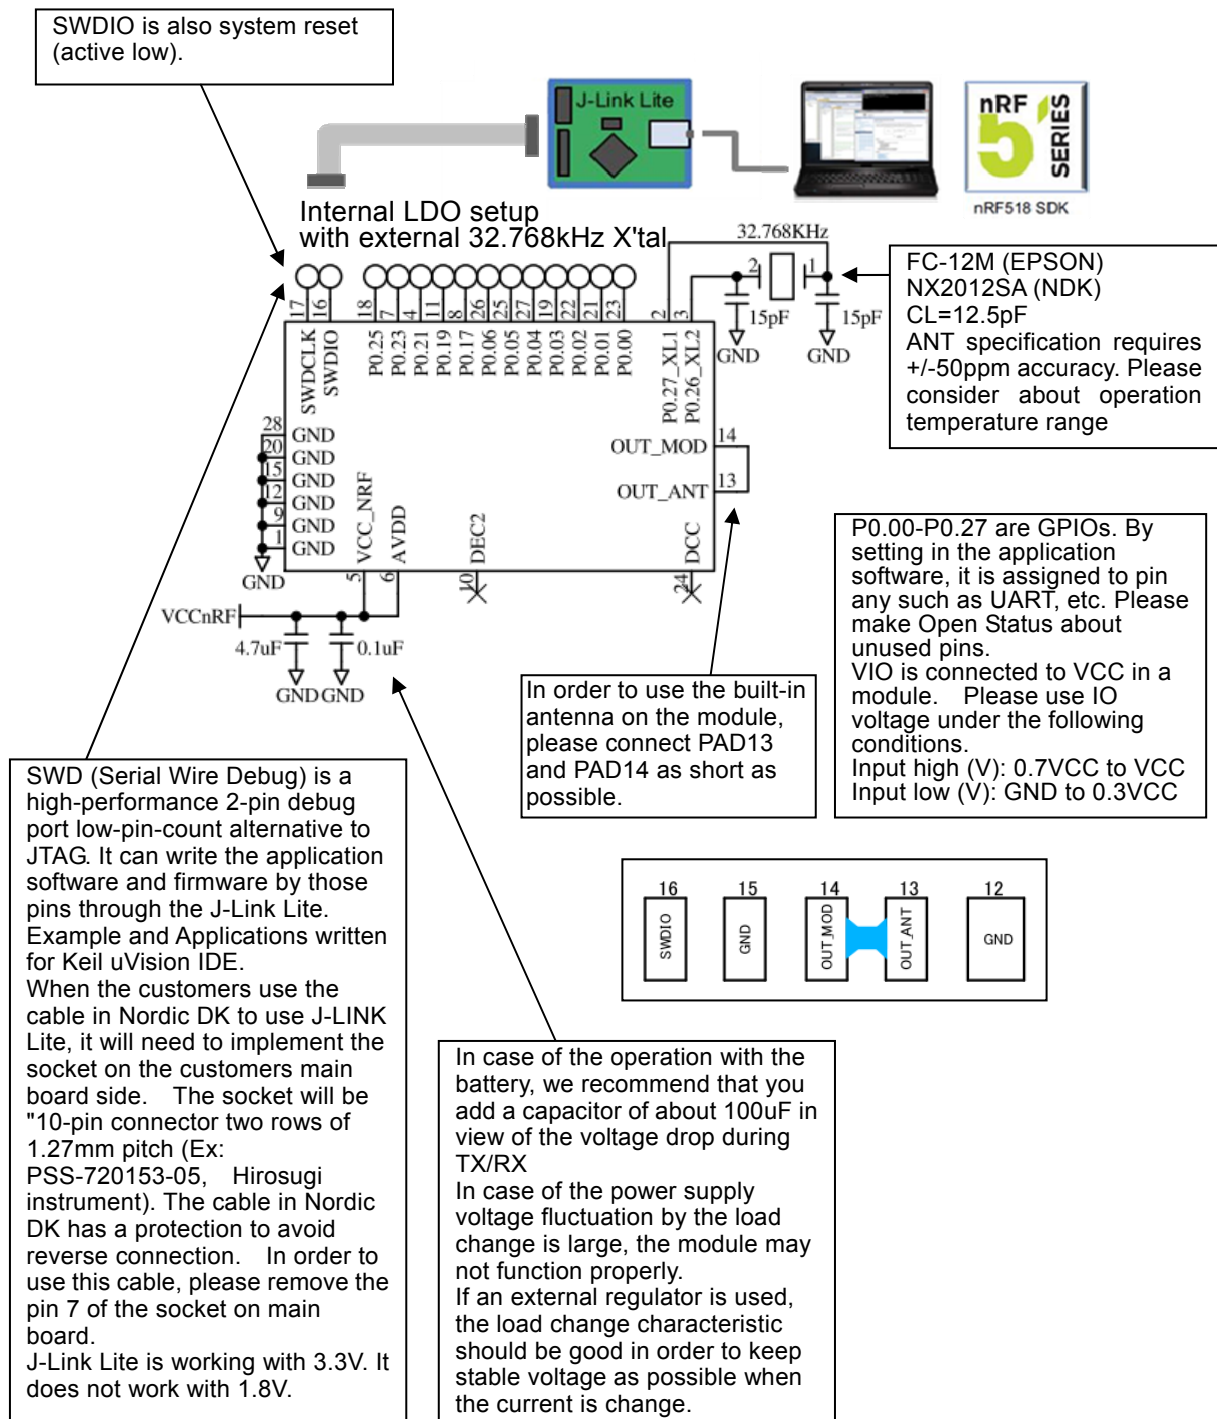 SWDIO is also system reset
(active low).
J-Link Lite
nRF
5
'S
SERIES
nRF518 SDK
Internal LDO setup
with external 32.768kHz X'tal
32.768KHz
2
1
15pF
15pF
GND
GND
FC-12M (EPSON)
NX2012SA (NDK)
CL=12.5pF
ANT specification requires
+/-50ppm accuracy. Please
consider about operation
temperature range
17
16
18
7
4
11
8
26
25
27
19
22
21
23
2
3
SWDCLK
SWDIO
P0.25
P0.23
P0.21
P0.19
P0.17
P0.06
P0.05
P0.04
P0.03
P0.02
P0.01
P0.00
P0.27_XL1
P0.26_XL2
28
GND
20
GND
15
GND
12
GND
9
GND
1
GND
GND
OUT_MOD
14
OUT_ANT
13
VCC_NRF
AVDD
DEC2
DCC
5
6
10
24
VCCnRF
4.7uF
0.1uF
GND
GND
P0.00-P0.27 are GPIOs. By
setting in the application
software, it is assigned to pin
any such as UART, etc. Please
make Open Status about
unused pins.
VIO is connected to VCC in a
module. Please use IO
voltage under the following
conditions.
Input high (V): 0.7VCC to VCC
Input low (V): GND to 0.3VCC
In order to use the built-in
antenna on the module,
please connect PAD13
and PAD14 as short as
possible.
SWD (Serial Wire Debug) is a
high-performance 2-pin debug
port low-pin-count alternative to
JTAG. It can write the application
software and firmware by those
pins through the J-Link Lite.
Example and Applications written
for Keil uVision IDE.
When the customers use the
cable in Nordic DK to use J-LINK
Lite, it will need to implement the
socket on the customers main
board side. The socket will be
"10-pin connector two rows of
1.27mm pitch (Ex:
PSS-720153-05, Hirosugi
instrument). The cable in Nordic
DK has a protection to avoid
reverse connection. In order to
use this cable, please remove the
pin 7 of the socket on main
board.
J-Link Lite is working with 3.3V. It
does not work with 1.8V.
16
15
14
13
12
SWDIO
GND
OUT_MOD
OUT_ANT
GND
In case of the operation with the
battery, we recommend that you
add a capacitor of about 100uF in
view of the voltage drop during
TX/RX
In case of the power supply
voltage fluctuation by the load
change is large, the module may
not function properly.
If an external regulator is used,
the load change characteristic
should be good in order to keep
stable voltage as possible when
the current is change.